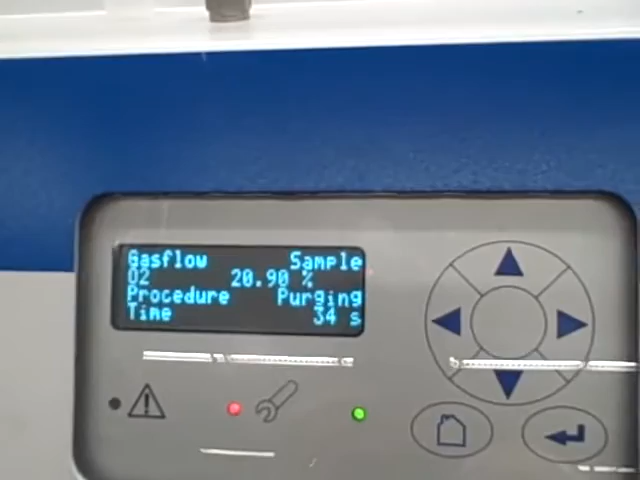 Gasflow Sample
O2 20.90 %
Procedure Purging
Time 34 s